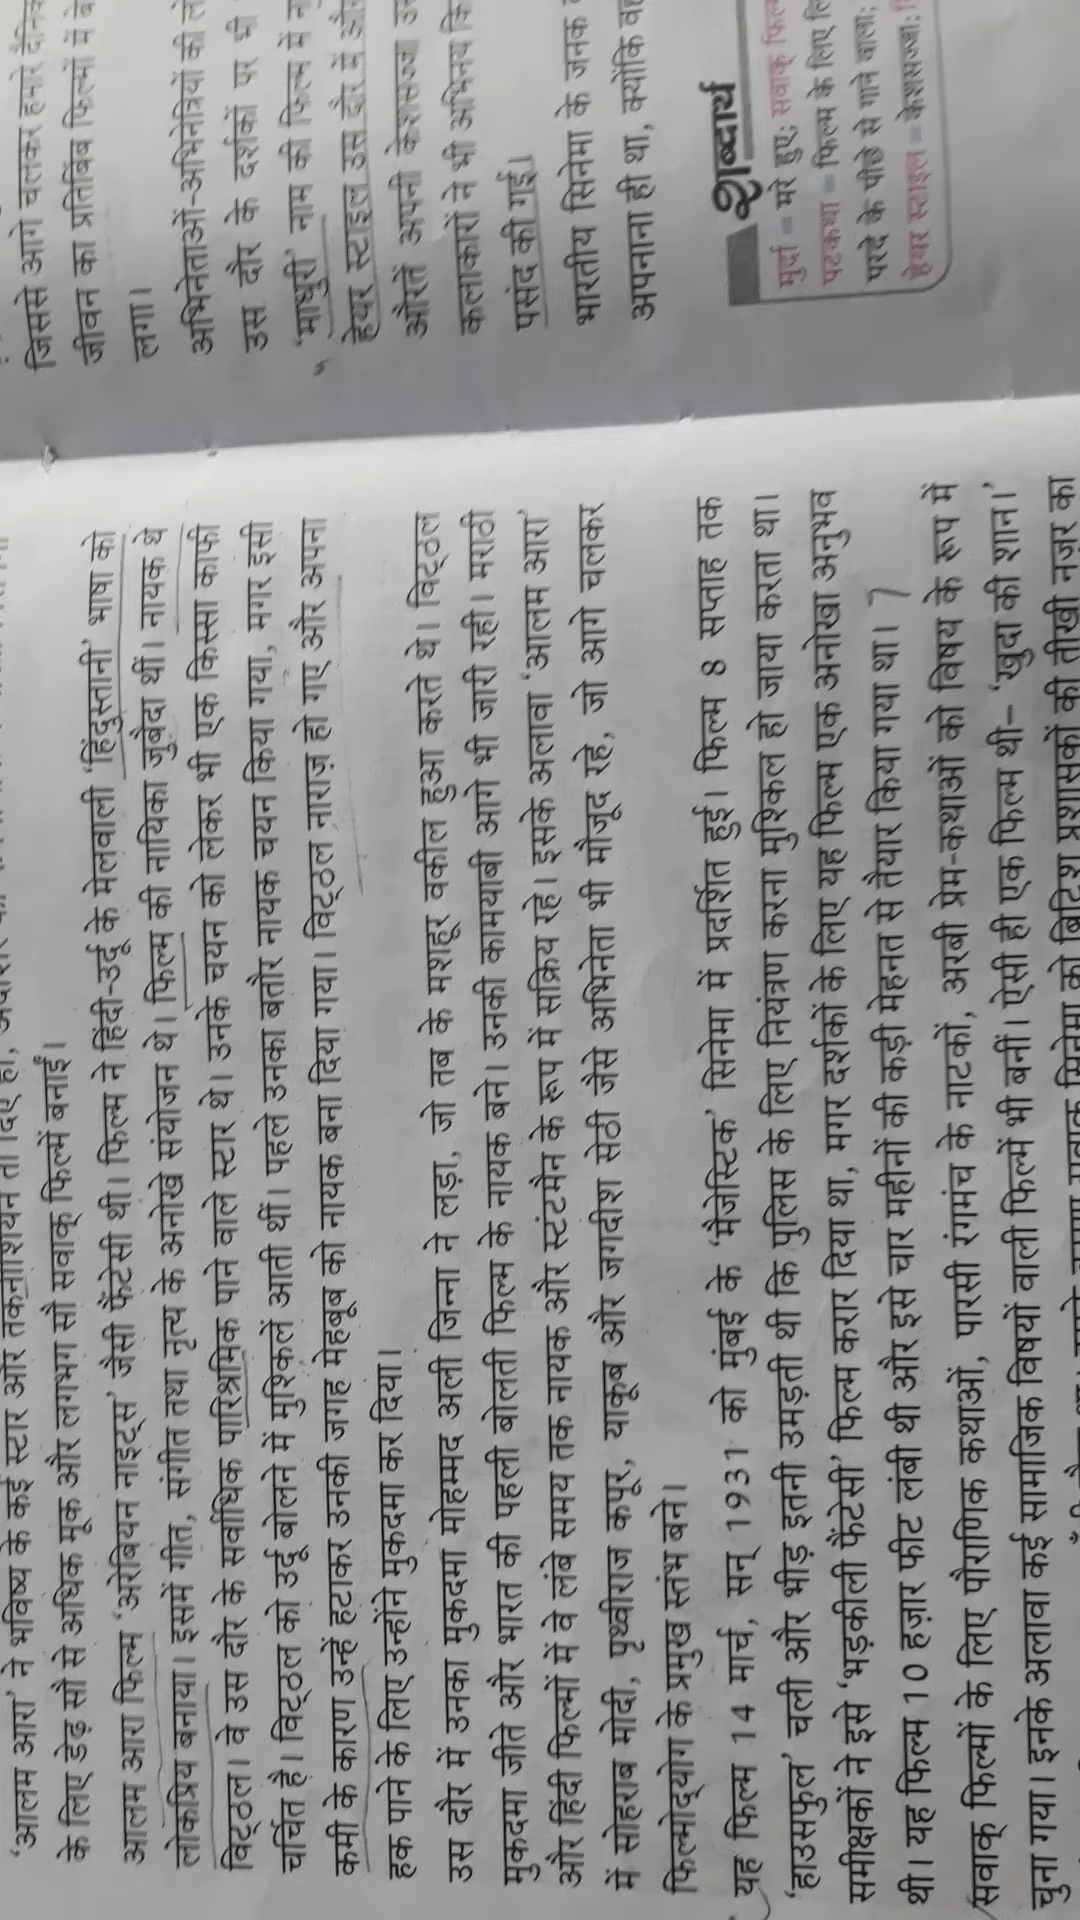 'आलम आरा' ने भविष्य के कई स्टार और तकनीशियन तो दिए ही,
के लिए डेढ़ सौ से अधिक मूक और लगभग सौ सवाक् फिल्में बनाईं।
आलम आरा फिल्म 'अरेबियन नाइट्स' जैसी फैंटेसी थी। फिल्म ने हिंदी-उर्दू के मेलवाली 'हिंदुस्तानी' भाषा को
लोकप्रिय बनाया। इसमें गीत, संगीत तथा नृत्य के अनोखे संयोजन थे। फिल्म की नायिका जुबैदा थीं। नायक थे
विट्ठल। वे उस दौर के सर्वाधिक पारिश्रमिक पाने वाले स्टार थे। उनके चयन को लेकर भी एक किस्सा काफी
चर्चित है। विट्ठल को उर्दू बोलने में मुश्किलें आती थीं। पहले उनका बतौर नायक चयन किया गया, मगर इसी
कमी के कारण उन्हें हटाकर उनकी जगह मेहबूब को नायक बना दिया गया। विट्ठल नाराज़ हो गए और अपना
हक पाने के लिए उन्होंने मुकदमा कर दिया।
उस दौर में उनका मुकदमा मोहम्मद अली जिन्ना ने लड़ा, जो तब के मशहूर वकील हुआ करते थे। विट्ठल
मुकदमा जीते और भारत की पहली बोलती फिल्म के नायक बने। उनकी कामयाबी आगे भी जारी रही। मराठी
और हिंदी फिल्मों में वे लंबे समय तक नायक और स्टंटमैन के रूप में सक्रिय रहे। इसके अलावा 'आलम आरा'
में सोहराब मोदी, पृथ्वीराज कपूर, याकूब और जगदीश सेठी जैसे अभिनेता भी मौजूद रहे, जो आगे चलकर
फिल्मोद्योग के प्रमुख स्तंभ बने।
यह फिल्म 14 मार्च, सन् 1931 को मुंबई के 'मैजेस्टिक' सिनेमा में प्रदर्शित हुई। फिल्म 8 सप्ताह तक
'हाउसफुल' चली और भीड़ इतनी उमड़ती थी कि पुलिस के लिए नियंत्रण करना मुश्किल हो जाया करता था।
समीक्षकों ने इसे 'भड़कीली फैंटेसी' फिल्म करार दिया था, मगर दर्शकों के लिए यह फिल्म एक अनोखा अनुभव
थी। यह फिल्म 10 हज़ार फीट लंबी थी और इसे चार महीनों की कड़ी मेहनत से तैयार किया गया था। 7
सवाक् फिल्मों के लिए पौराणिक कथाओं, पारसी रंगमंच के नाटकों, अरबी प्रेम-कथाओं को विषय के रूप में
चुना गया। इनके अलावा कई सामाजिक विषयों वाली फिल्में भी बनीं। ऐसी ही एक फिल्म थी- 'खुदा की शान।'
सिनेमा को ब्रिटिश प्रशासकों की तीखी नज़र का
जिससे आगे चलकर हमारे
जीवन का प्रतिबिंब फिल्मों में
लगा।
अभिनेताओं-अभिनेत्रियों की
उस दौर के दर्शकों पर भी
'माधुरी' नाम की फिल्म में
हेयर स्टाइल उस दौर में
औरतें अपनी केशसज्जा
कलाकारों ने भी अभिनय
पसंद की गई।
भारतीय सिनेमा के जनक
अपनाना ही था, क्योंकि
शब्दार्थ
मुर्दा = मरे हुए; सवाक्
पटकथा = फिल्म के लिए
परदे के पीछे से गाने वाला;
हेयर स्टाइल = केशसज्जा;